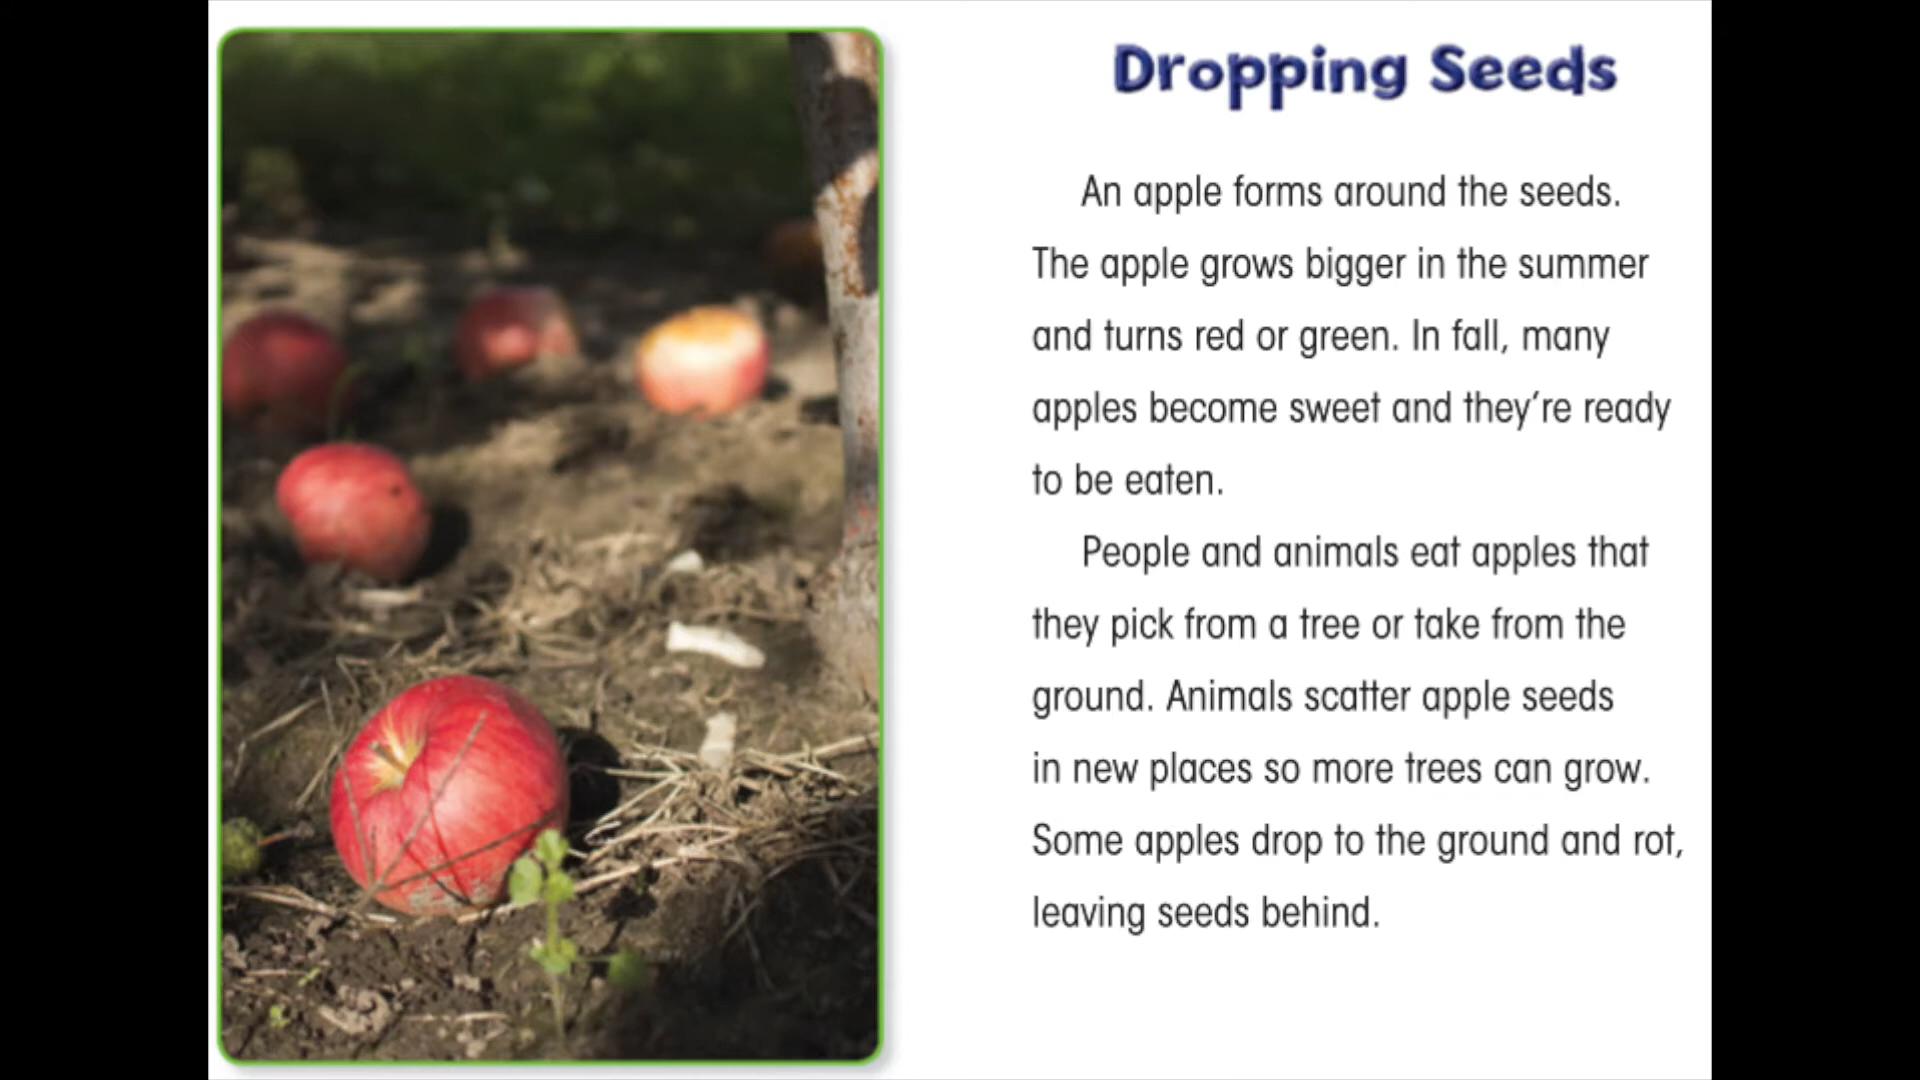 Dropping Seeds
An apple forms around the seeds.
The apple grows bigger in the summer
and turns red or green. In fall, many
apples become sweet and they’re ready
to be eaten.
People and animals eat apples that
they pick from a tree or take from the
ground. Animals scatter apple seeds
in new places so more trees can grow.
Some apples drop to the ground and rot,
leaving seeds behind.